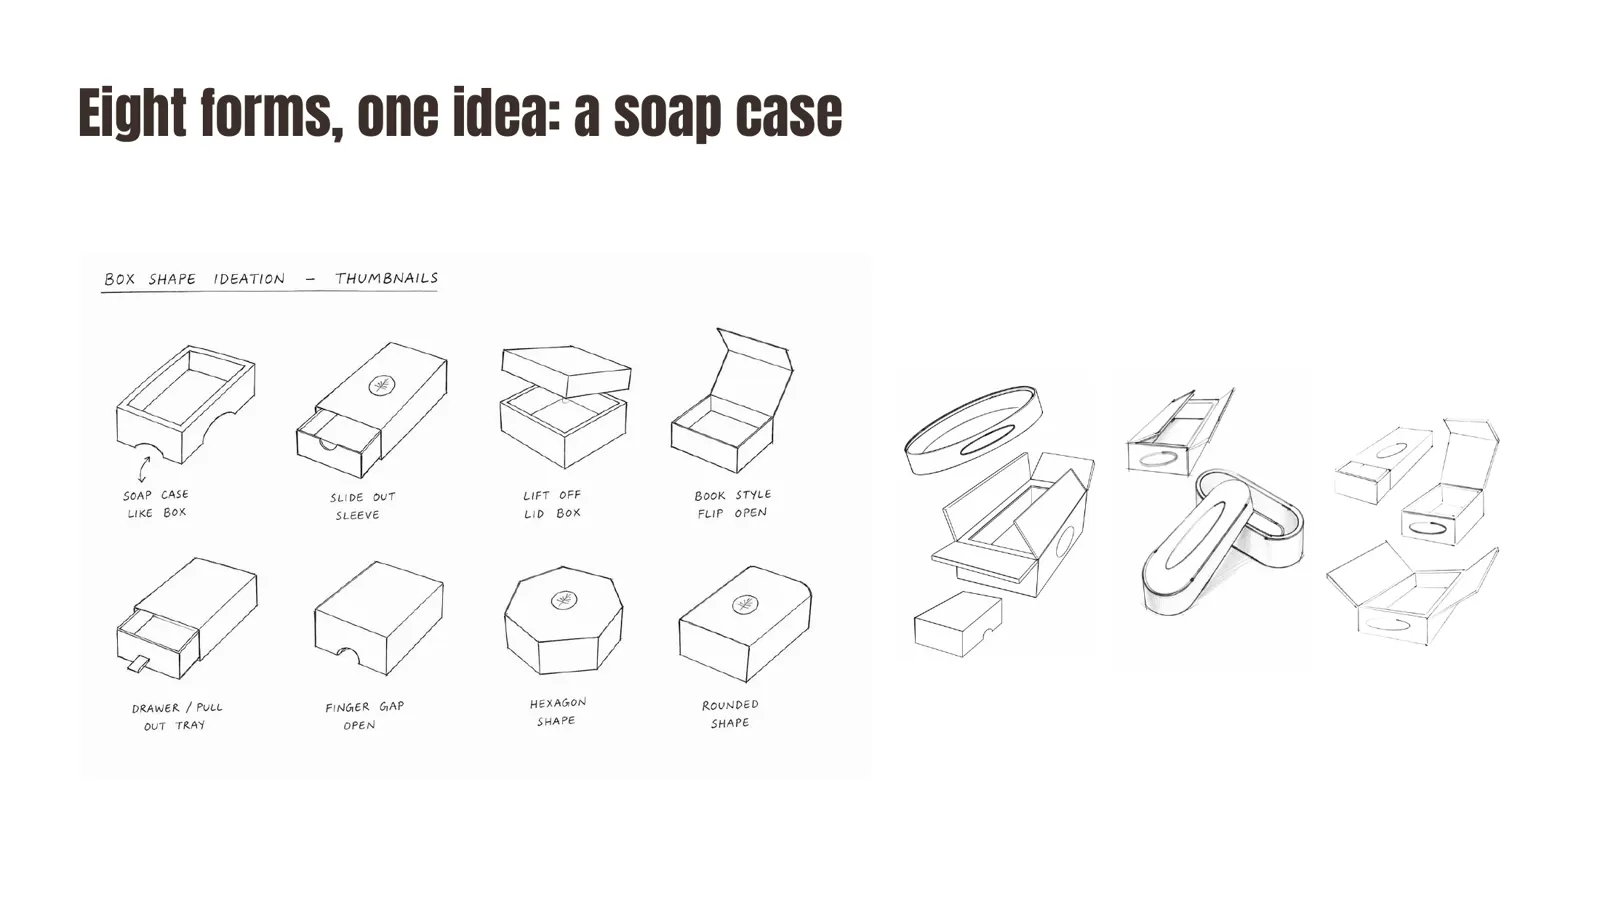 Eight forms, one idea: a soap case
BOX SHAPE IDEATION – THUMBNAILS
SOAP CASE
LIKE BOX
SLIDE OUT
SLEEVE
LIFT OFF
LID BOX
BOOK STYLE
FLIP OPEN
DRAWER / PULL
OUT TRAY
FINGER GAP
OPEN
HEXAGON
SHAPE
ROUNDED
SHAPE